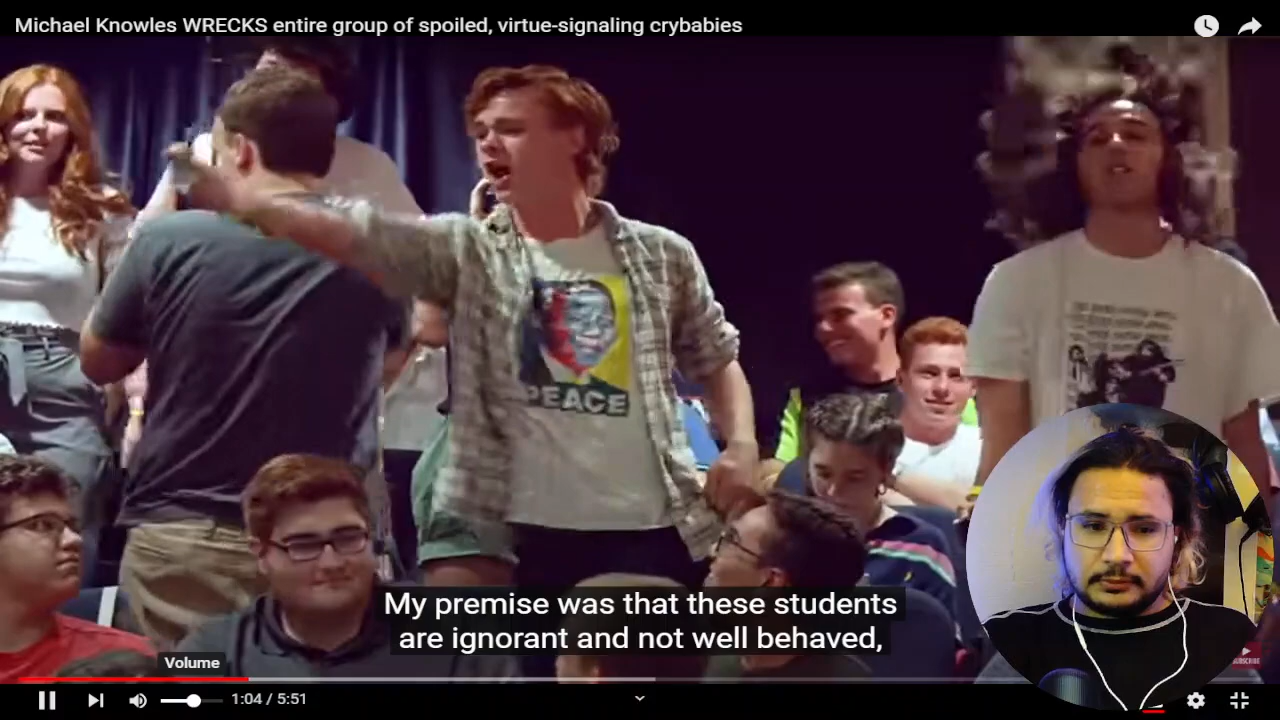 Michael Knowles WRECKS entire group of spoiled, virtue-signaling crybabies
PEACE
My premise was that these students
are ignorant and not well behaved,
Volume
SUBSCRIBE
1:04 / 5:51